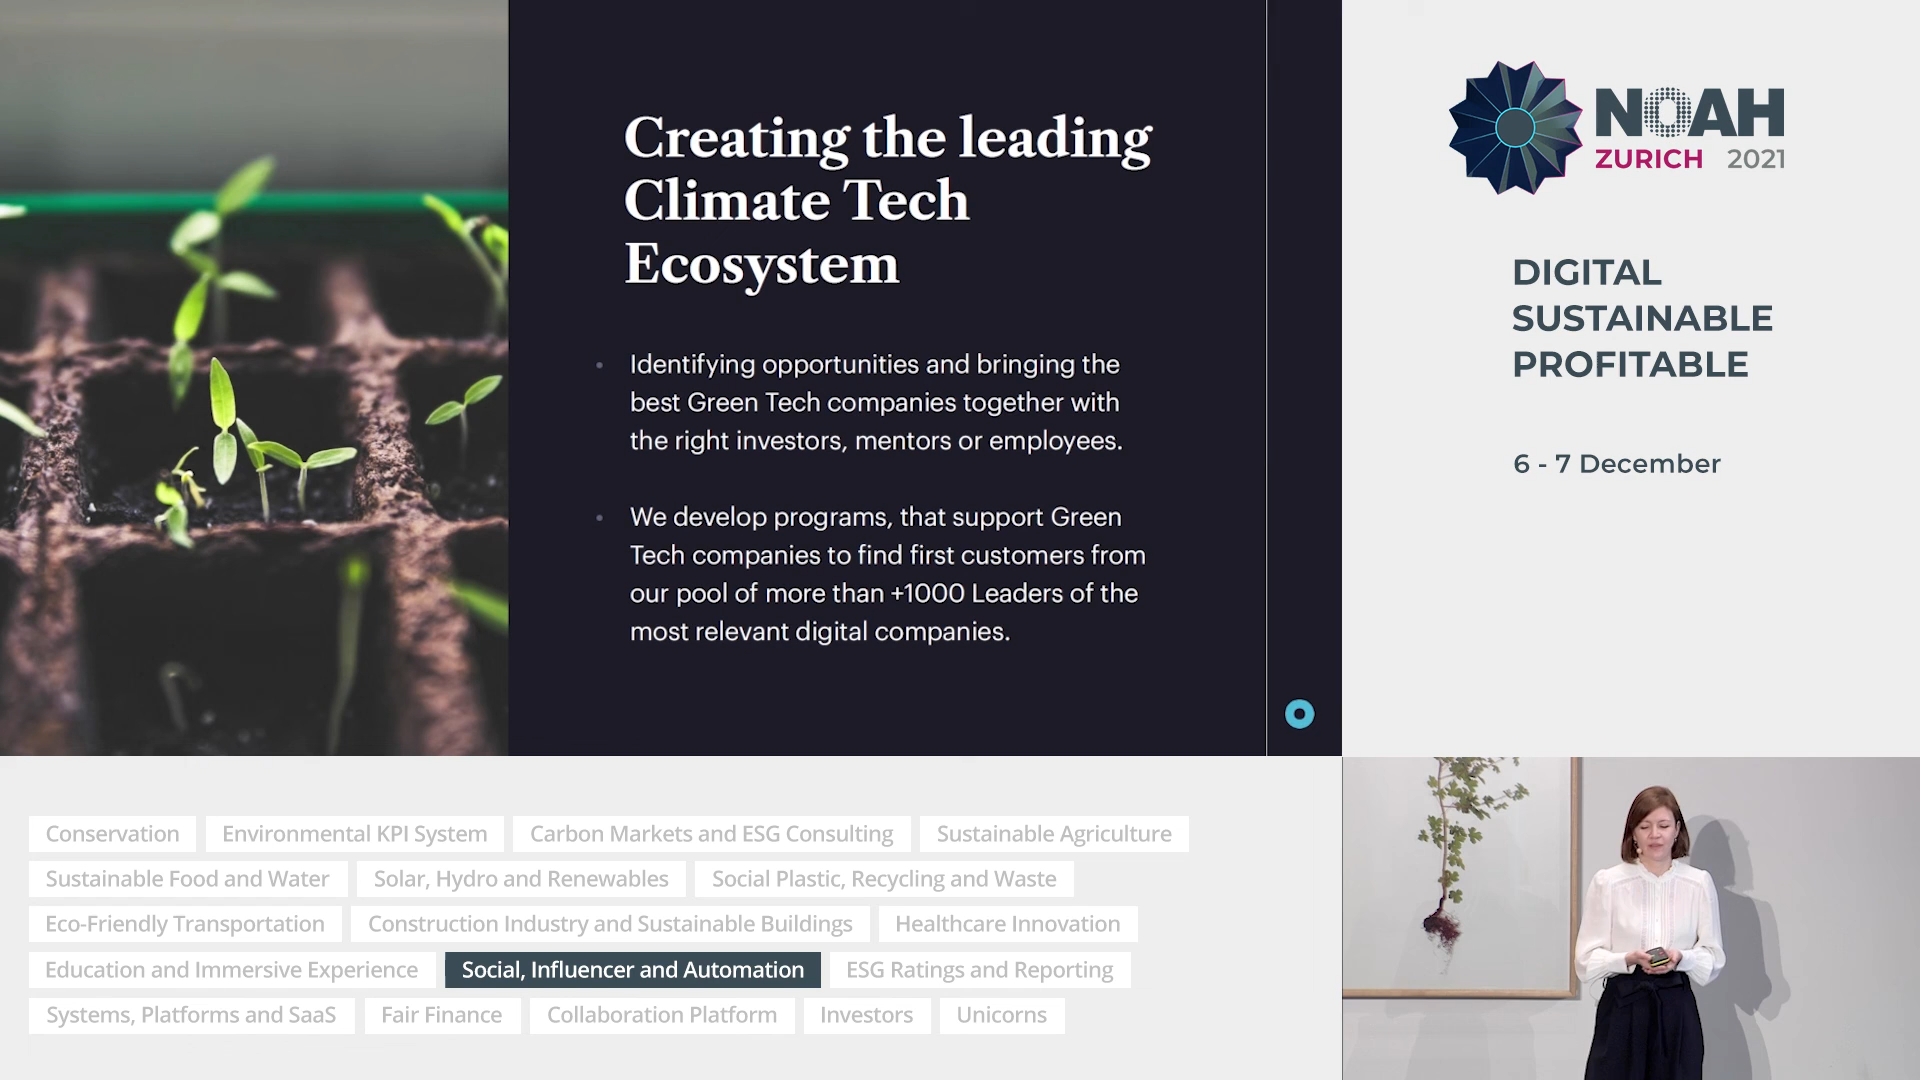 Creating the leading
Climate Tech
Ecosystem
• Identifying opportunities and bringing the
best Green Tech companies together with
the right investors, mentors or employees.
• We develop programs, that support Green
Tech companies to find first customers from
our pool of more than +1000 Leaders of the
most relevant digital companies.
NOAH
ZURICH 2021
DIGITAL
SUSTAINABLE
PROFITABLE
6 - 7 December
Conservation Environmental KPI System Carbon Markets and ESG Consulting Sustainable Agriculture
Sustainable Food and Water Solar, Hydro and Renewables Social Plastic, Recycling and Waste
Eco-Friendly Transportation Construction Industry and Sustainable Buildings Healthcare Innovation
Education and Immersive Experience Social, Influencer and Automation ESG Ratings and Reporting
Systems, Platforms and SaaS Fair Finance Collaboration Platform Investors Unicorns